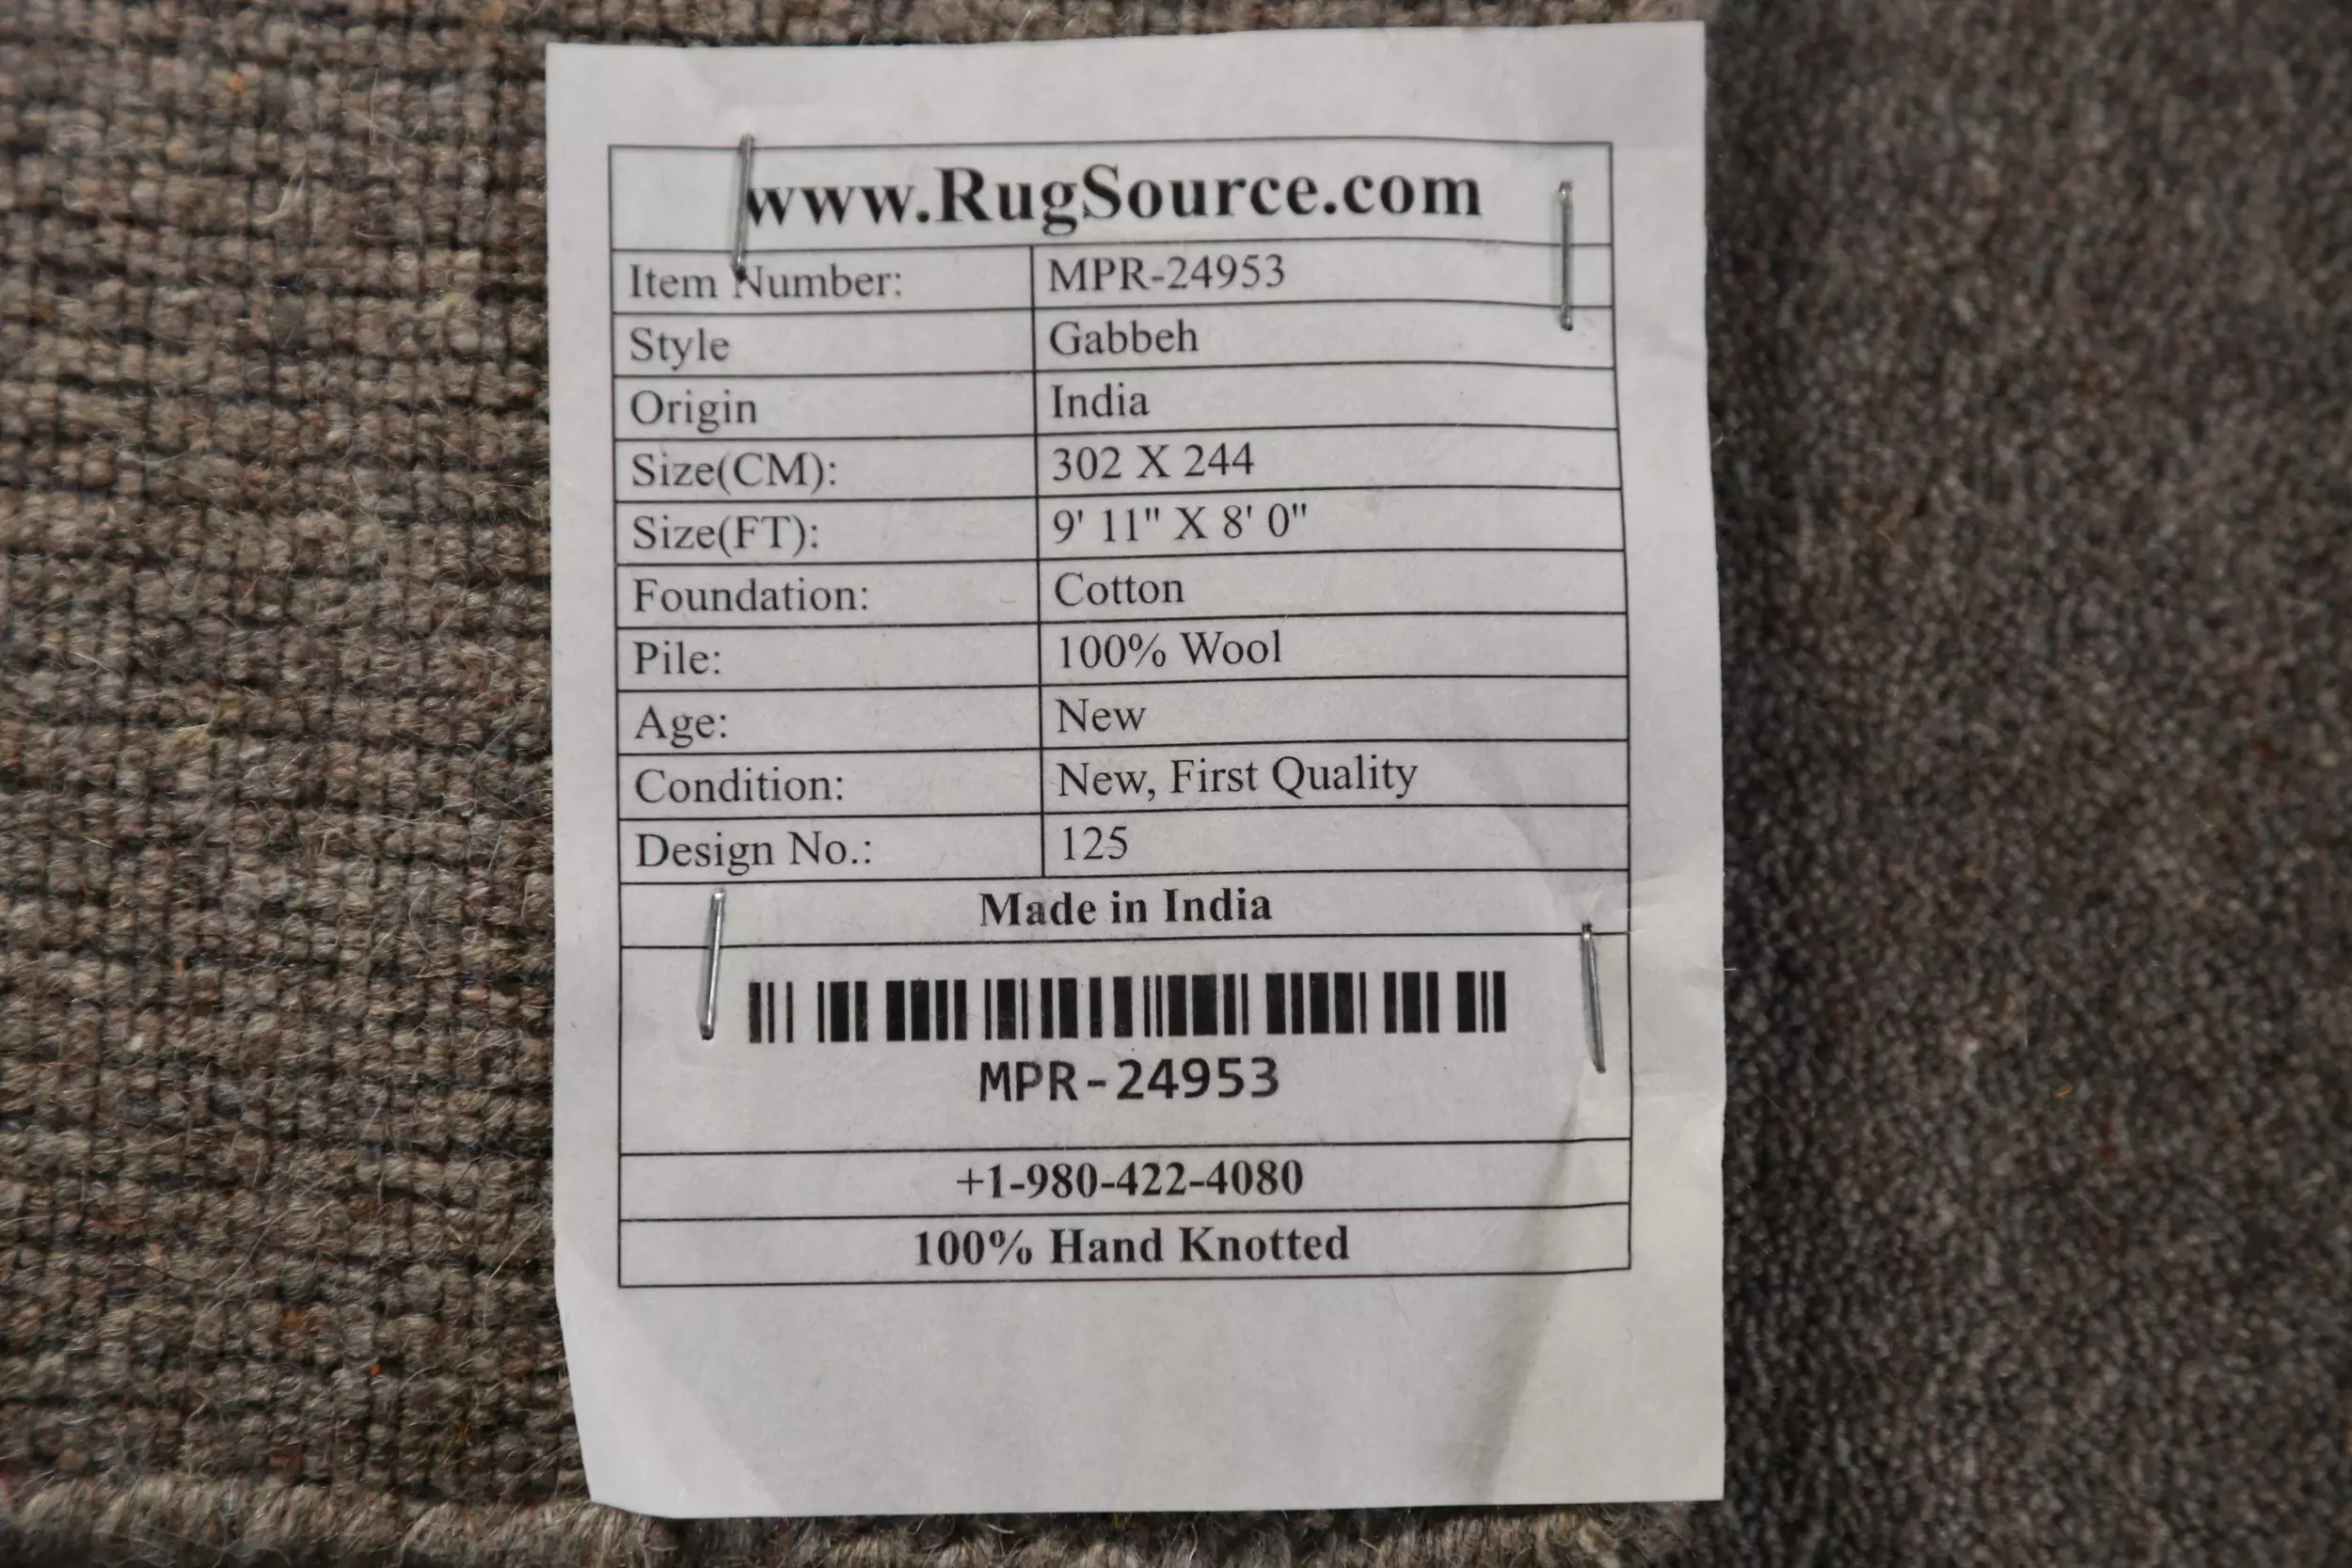 www.RugSource.com
Item Number: MPR-24953
Style Gabbeh
Origin India
Size(CM): 302 X 244
Size(FT): 9' 11" X 8' 0"
Foundation: Cotton
Pile: 100% Wool
Age: New
Condition: New, First Quality
Design No.: 125
Made in India
MPR-24953
+1-980-422-4080
100% Hand Knotted